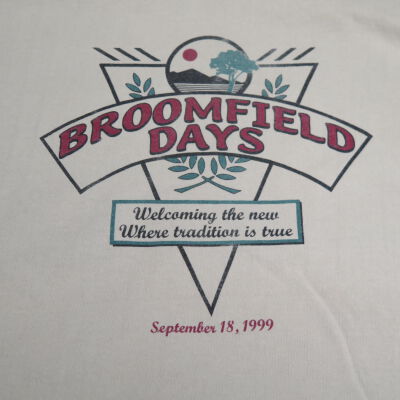 BROOMFIELD
DAYS
Welcoming the new
Where tradition is true
September 18, 1999